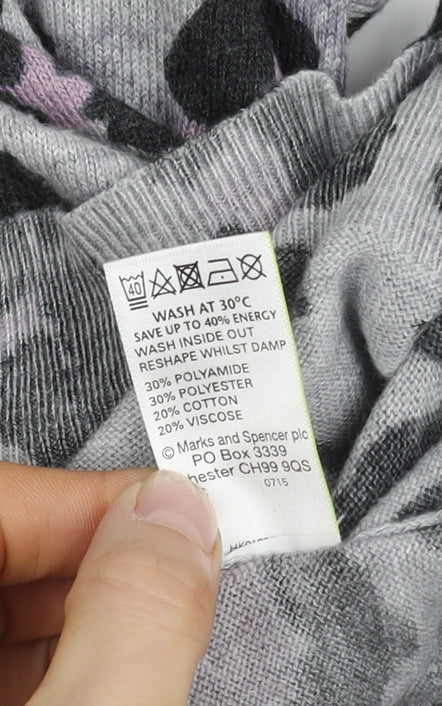 40
WASH AT 30°C
SAVE UP TO 40% ENERGY
WASH INSIDE OUT
RESHAPE WHILST DAMP
30% POLYAMIDE
30% POLYESTER
20% COTTON
20% VISCOSE
© Marks and Spencer plc
PO Box 3339
hester CH99 9QS
0715